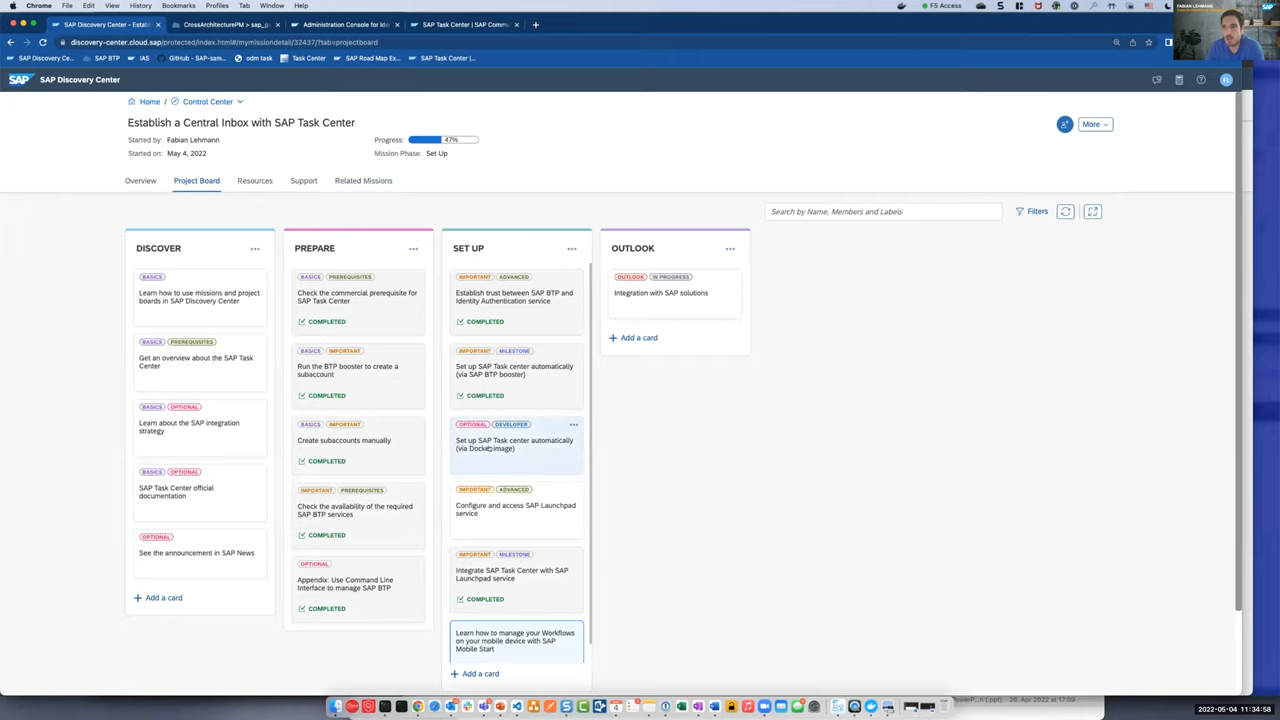 Chrome File Edit View History Bookmarks Profiles Tab Window Help
F5 Access
FABIAN LEHMANN
SAP
SAP Discovery Center - Establ
CrossArchitecturePM > sap_g
Administration Console for Ide
SAP Task Center | SAP Comm
discovery-center.cloud.sap/protected/index.html#/mymissiondetail/32437/?tab=projectboard
SAP Discovery Ce...
SAP BTP
IAS
GitHub - SAP-sam...
odm task
Task Center
SAP Road Map Ex...
SAP Task Center |...
SAP SAP Discovery Center
FL
Home / Control Center
Establish a Central Inbox with SAP Task Center
More
Started by: Fabian Lehmann
Progress: 47%
Started on: May 4, 2022
Mission Phase: Set Up
Overview
Project Board
Resources
Support
Related Missions
Search by Name, Members and Labels
Filters
DISCOVER
BASICS
Learn how to use missions and project
boards in SAP Discovery Center
BASICS PREREQUISITES
Get an overview about the SAP Task
Center
BASICS OPTIONAL
Learn about the SAP integration
strategy
BASICS OPTIONAL
SAP Task Center official
documentation
OPTIONAL
See the announcement in SAP News
+ Add a card
PREPARE
BASICS PREREQUISITES
Check the commercial prerequisite for
SAP Task Center
COMPLETED
BASICS IMPORTANT
Run the BTP booster to create a
subaccount
COMPLETED
BASICS IMPORTANT
Create subaccounts manually
COMPLETED
IMPORTANT PREREQUISITES
Check the availability of the required
SAP BTP services
COMPLETED
OPTIONAL
Appendix: Use Command Line
Interface to manage SAP BTP
COMPLETED
SET UP
IMPORTANT ADVANCED
Establish trust between SAP BTP and
Identity Authentication service
COMPLETED
IMPORTANT MILESTONE
Set up SAP Task center automatically
(via SAP BTP booster)
COMPLETED
OPTIONAL DEVELOPER
Set up SAP Task center automatically
(via Docker image)
IMPORTANT ADVANCED
Configure and access SAP Launchpad
service
IMPORTANT MILESTONE
Integrate SAP Task Center with SAP
Launchpad service
COMPLETED
Learn how to manage your Workflows
on your mobile device with SAP
Mobile Start
+ Add a card
OUTLOOK
OUTLOOK IN PROGRESS
Integration with SAP solutions
+ Add a card
PowerP...n (.ppt) 26. Apr 2022 at 17:09
2022-05-04 11:34:58